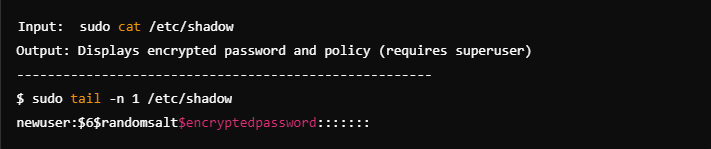 Input:  sudo cat /etc/shadow
Output: Displays encrypted password and policy (requires superuser)
------------------------------------------------------
$ sudo tail -n 1 /etc/shadow
newuser:$6$randomsalt$encryptedpassword:::::::